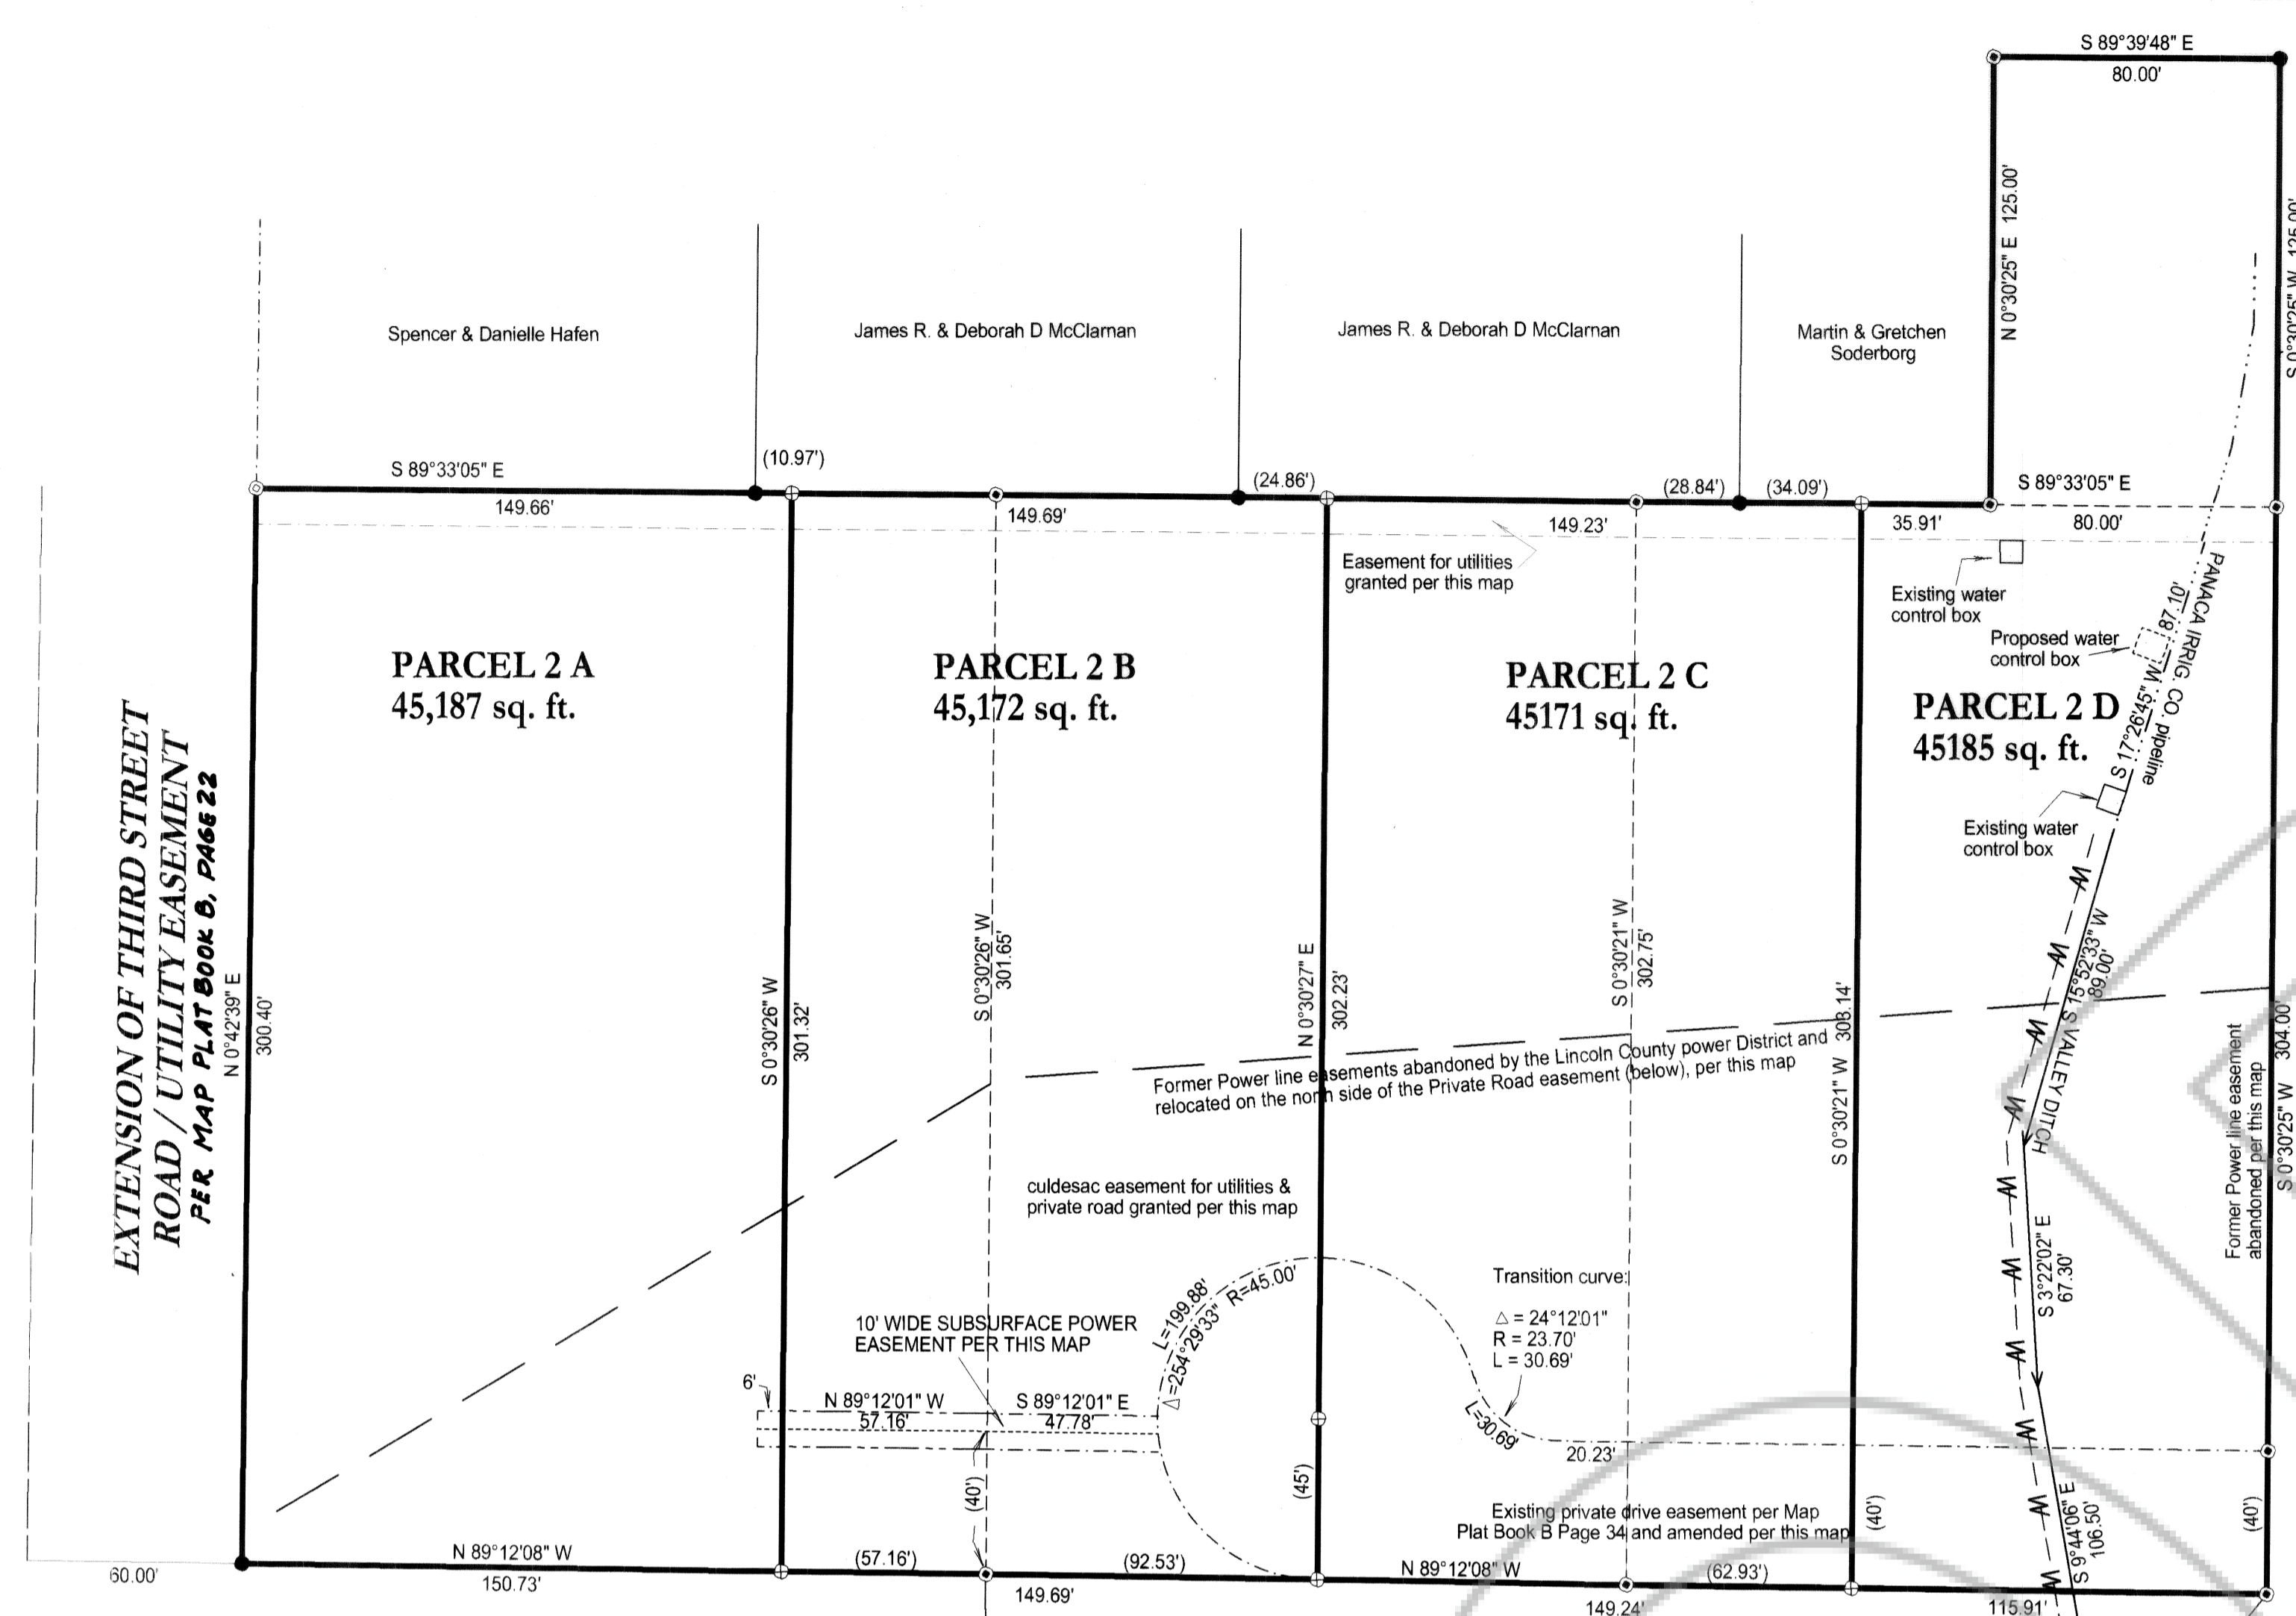 S 89°39'48" E
80.00'
N 0°30'25" E 125.00'
S 0°30'25" W 125.00'
Spencer & Danielle Hafen
James R. & Deborah D McClarnan
James R. & Deborah D McClarnan
Martin & Gretchen
Soderborg
S 89°33'05" E
149.66'
(10.97')
149.69'
(24.86')
149.23'
(28.84')
(34.09')
35.91'
S 89°33'05" E
80.00'
Easement for utilities
granted per this map
Existing water
control box
Proposed water
control box
S 17°26'45" W 87.10'
PANACA IRRIG. CO. pipeline
PARCEL 2 A
45,187 sq. ft.
PARCEL 2 B
45,172 sq. ft.
PARCEL 2 C
45171 sq. ft.
PARCEL 2 D
45185 sq. ft.
Existing water
control box
EXTENSION OF THIRD STREET
ROAD / UTILITY EASEMENT
PER MAP PLAT BOOK B, PAGE 22
N 0°42'39" E
300.40'
S 0°30'26" W
301.32'
S 0°30'26" W
301.65'
N 0°30'27" E
302.23'
S 0°30'21" W
302.75'
S 0°30'21" W 303.14'
W
W
S 15°52'33" W
89.00'
W
W
S VALLEY DITCH
Former Power line easements abandoned by the Lincoln County power District and
relocated on the north side of the Private Road easement (below), per this map
Former Power line easement
abandoned per this map
S 0°30'25" W 304.00'
culdesac easement for utilities &
private road granted per this map
W
W
S 3°22'02" E
67.30'
W
W
W
W
S 9°44'06" E
106.50'
10' WIDE SUBSURFACE POWER
EASEMENT PER THIS MAP
L=199.88'
R=45.00'
△=254°29'33"
Transition curve:
△ = 24°12'01"
R = 23.70'
L = 30.69'
6'
N 89°12'01" W
57.16'
S 89°12'01" E
47.78'
L=30.69'
20.23'
(40')
(45')
(40')
(40')
Existing private drive easement per Map
Plat Book B Page 34 and amended per this map
60.00'
N 89°12'08" W
150.73'
(57.16')
149.69'
(92.53')
N 89°12'08" W
149.24'
(62.93')
115.91'